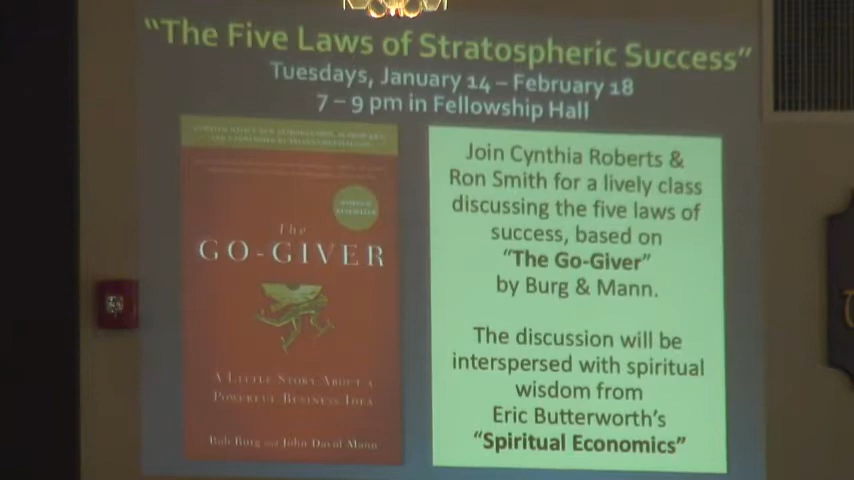 "The Five Laws of Stratospheric Success"
Tuesdays, January 14 – February 18
7 – 9 pm in Fellowship Hall
The
GO-GIVER
A Little Story About a
Powerful Business Idea
Bob Burg and John David Mann
Join Cynthia Roberts &
Ron Smith for a lively class
discussing the five laws of
success, based on
"The Go-Giver"
by Burg & Mann.
The discussion will be
interspersed with spiritual
wisdom from
Eric Butterworth's
"Spiritual Economics"